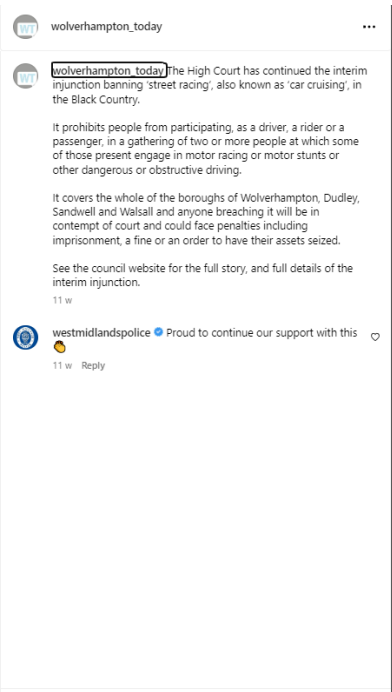 WT
wolverhampton_today
•••
WT
wolverhampton_today The High Court has continued the interim
injunction banning ‘street racing’, also known as ‘car cruising’, in
the Black Country.
It prohibits people from participating, as a driver, a rider or a
passenger, in a gathering of two or more people at which some
of those present engage in motor racing or motor stunts or
other dangerous or obstructive driving.
It covers the whole of the boroughs of Wolverhampton, Dudley,
Sandwell and Walsall and anyone breaching it will be in
contempt of court and could face penalties including
imprisonment, a fine or an order to have their assets seized.
See the council website for the full story, and full details of the
interim injunction.
11 w
westmidlandspolice Proud to continue our support with this
👏
11 w Reply